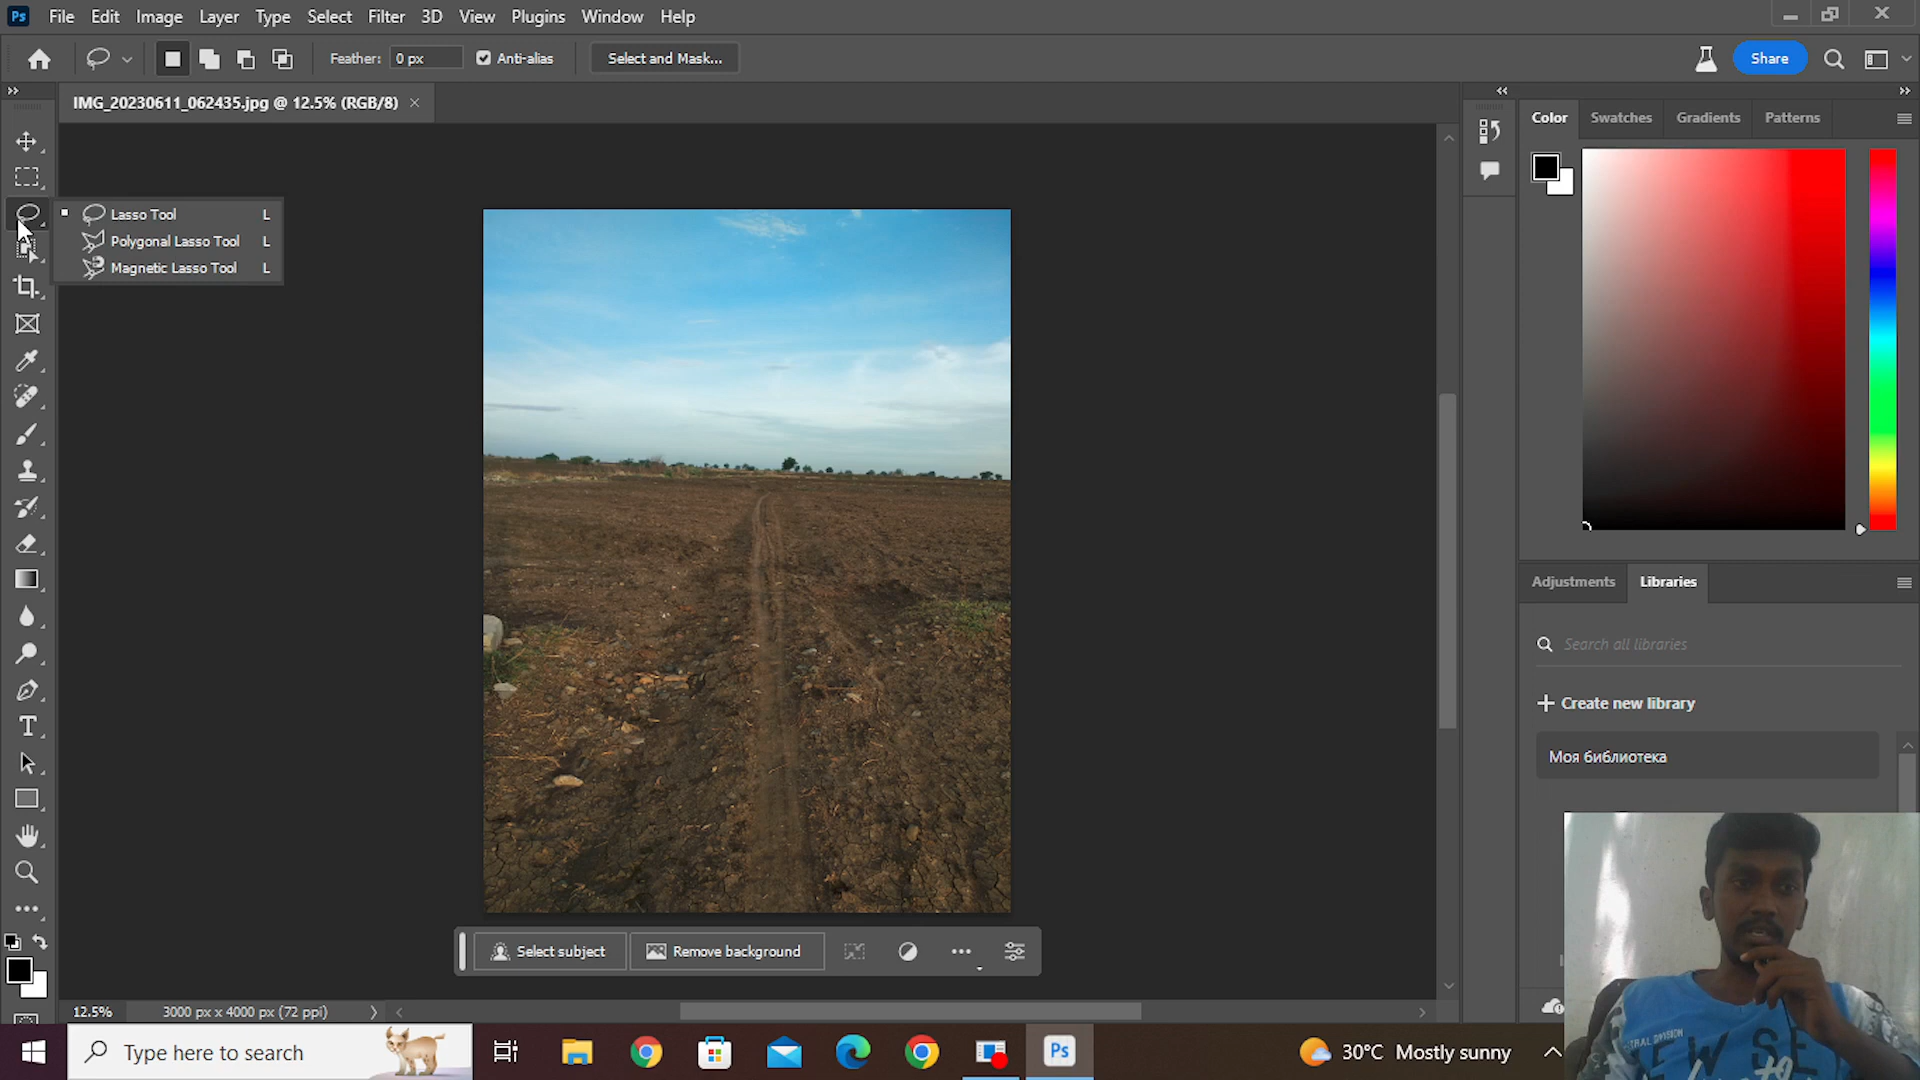 Ps File Edit Image Layer Type Select Filter 3D View Plugins Window Help
Feather: 0 px Anti-alias Select and Mask... Share
IMG_20230611_062435.jpg @ 12.5% (RGB/8)
Color Swatches Gradients Patterns
Lasso Tool L
Polygonal Lasso Tool L
Magnetic Lasso Tool L
Adjustments Libraries
Search all libraries
Create new library
Моя библиотека
Select subject Remove background
12.5% 3000 px x 4000 px (72 ppi)
Type here to search
Ps
30°C Mostly sunny